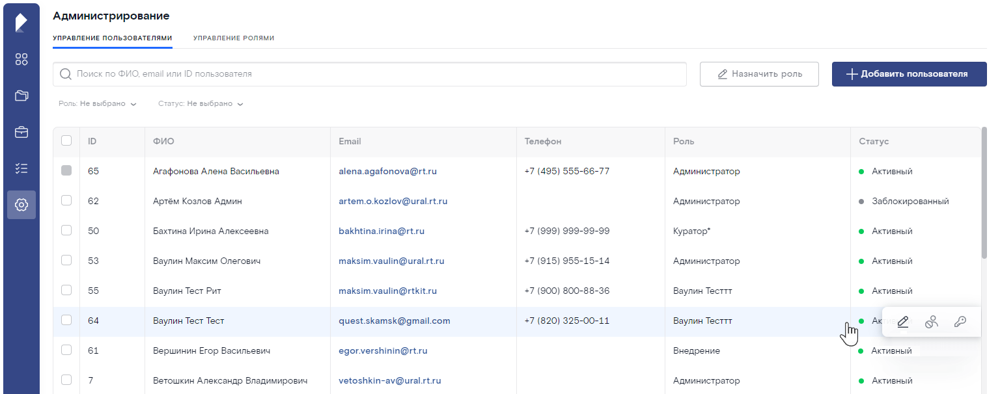 Администрирование
УПРАВЛЕНИЕ ПОЛЬЗОВАТЕЛЯМИ УПРАВЛЕНИЕ РОЛЯМИ
Поиск по ФИО, email или ID пользователя Назначить роль Добавить пользователя
Роль: Не выбрано Статус: Не выбрано
ID ФИО Email Телефон Роль Статус
65 Агафонова Алена Васильевна alena.agafonova@rt.ru +7 (495) 555-66-77 Администратор Активный
62 Артём Козлов Админ artem.o.kozlov@ural.rt.ru Администратор Заблокированный
50 Бахтина Ирина Алексеевна bakhtina.irina@rt.ru +7 (999) 999-99-99 Куратор* Активный
53 Ваулин Максим Олегович maksim.vaulin@ural.rt.ru +7 (915) 955-15-14 Администратор Активный
55 Ваулин Тест Рит maksim.vaulin@rtkit.ru +7 (900) 800-88-36 Ваулин Тесттт Активный
64 Ваулин Тест Тест quest.skamsk@gmail.com +7 (820) 325-00-11 Ваулин Тесттт
61 Вершинин Егор Васильевич egor.vershinin@rt.ru Внедрение Активный
7 Ветошкин Александр Владимирович vetoshkin-av@ural.rt.ru Администратор Активный